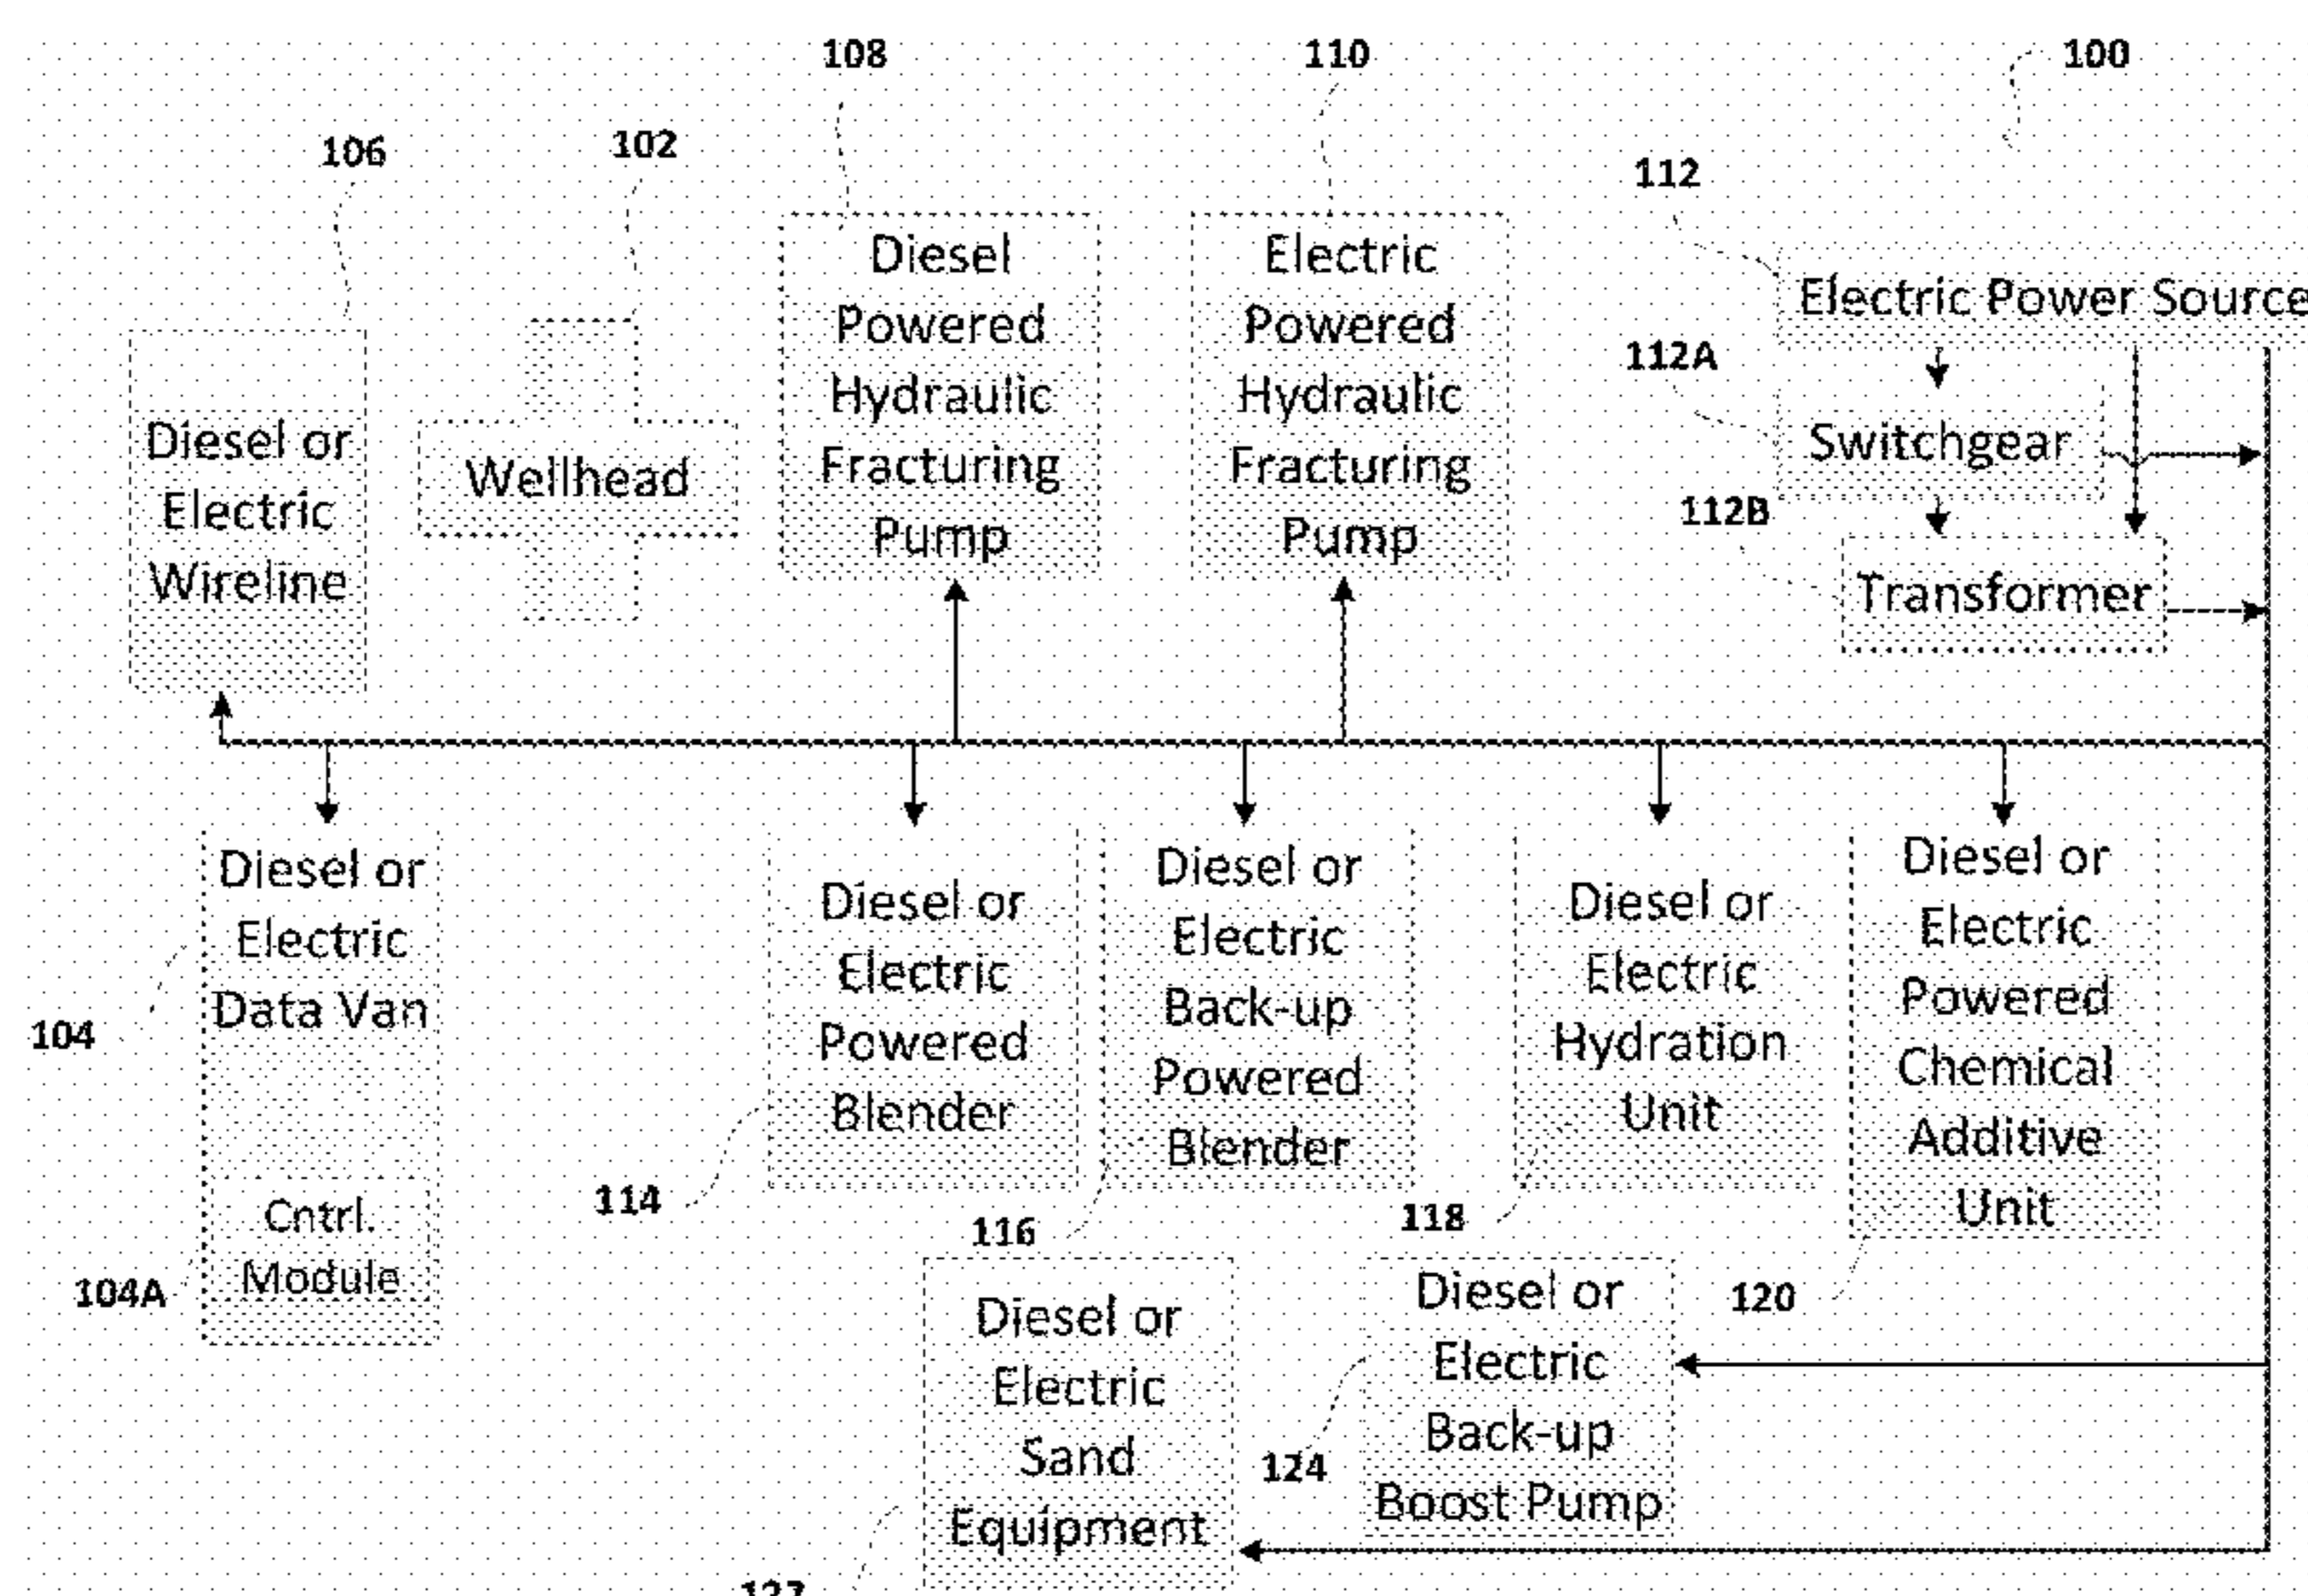 108
110
100
106
102
112
Diesel
Powered
Hydraulic
Fracturing
Pump
Electric
Powered
Hydraulic
Fracturing
Pump
Electric Power Source
112A
Switchgear
112B
Transformer
Diesel or
Electric
Wireline
Wellhead
Diesel or
Electric
Data Van
104
Cntrl.
Module
104A
Diesel or
Electric
Powered
Blender
114
Diesel or
Electric
Back-up
Powered
Blender
116
Diesel or
Electric
Hydration
Unit
118
Diesel or
Electric
Powered
Chemical
Additive
Unit
120
Diesel or
Electric
Sand
Equipment
Diesel or
Electric
Back-up
Boost Pump
124